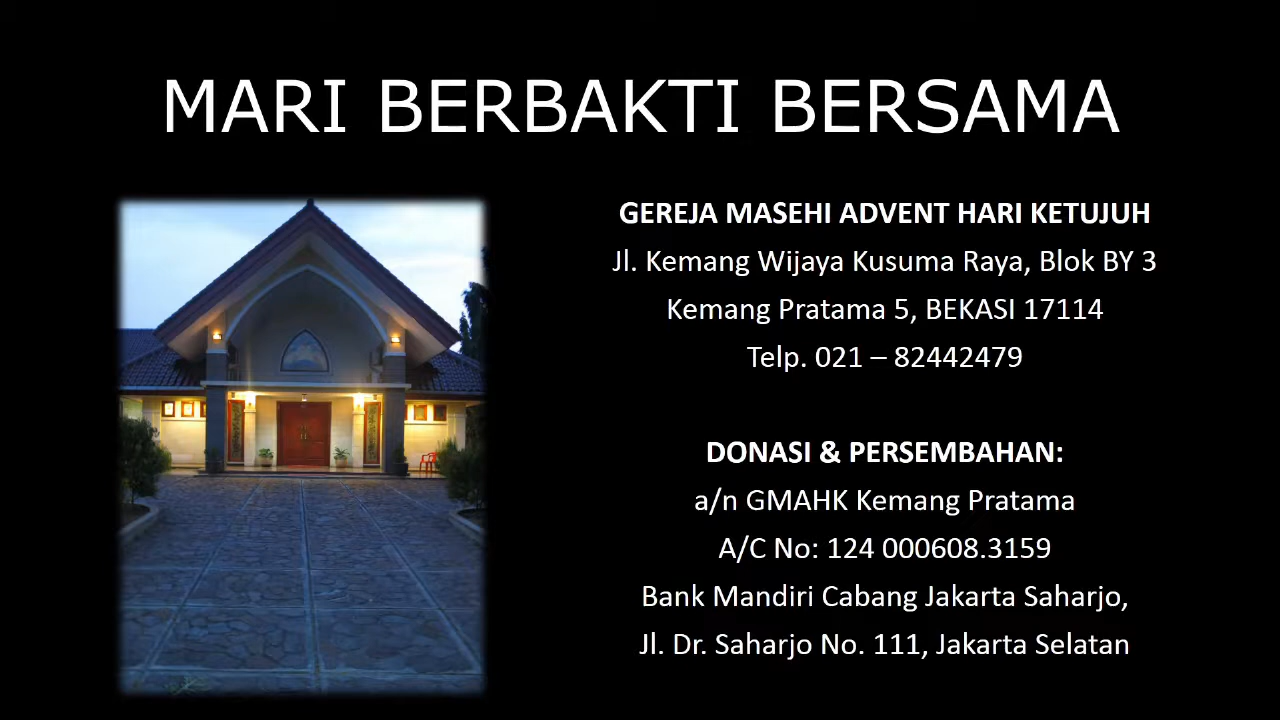 MARI BERBAKTI BERSAMA
GEREJA MASEHI ADVENT HARI KETUJUH
Jl. Kemang Wijaya Kusuma Raya, Blok BY 3
Kemang Pratama 5, BEKASI 17114
Telp. 021 – 82442479
DONASI & PERSEMBAHAN:
a/n GMAHK Kemang Pratama
A/C No: 124 000608.3159
Bank Mandiri Cabang Jakarta Saharjo,
Jl. Dr. Saharjo No. 111, Jakarta Selatan